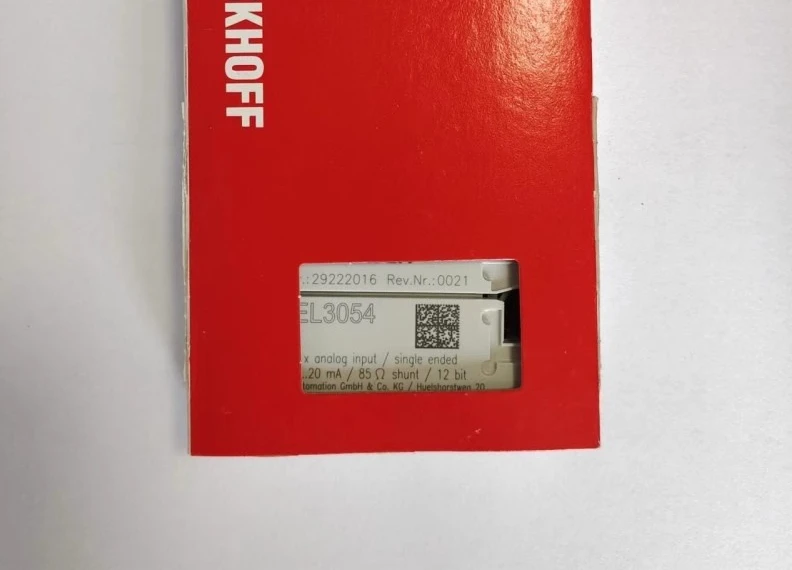 KHOFF
.:29222016 Rev.Nr.:0021
EL3054
x analog input / single ended
..20 mA / 85 Ω shunt / 12 bit
tomation GmbH & Co. KG / Huelshorstweg 20